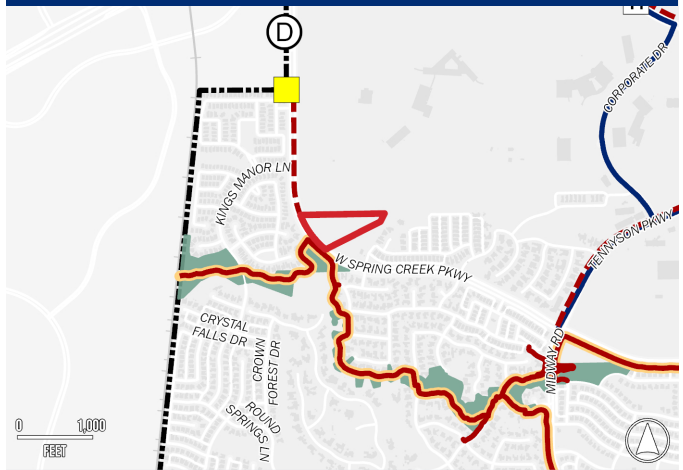 D
CORPORATE DR
KINGS MANOR LN
TENNYSON PKWY
W SPRING CREEK PKWY
CRYSTAL
FALLS DR
CROWN
FOREST DR
MIDWAY RD
ROUND
SPRINGS LN
0 1,000
FEET